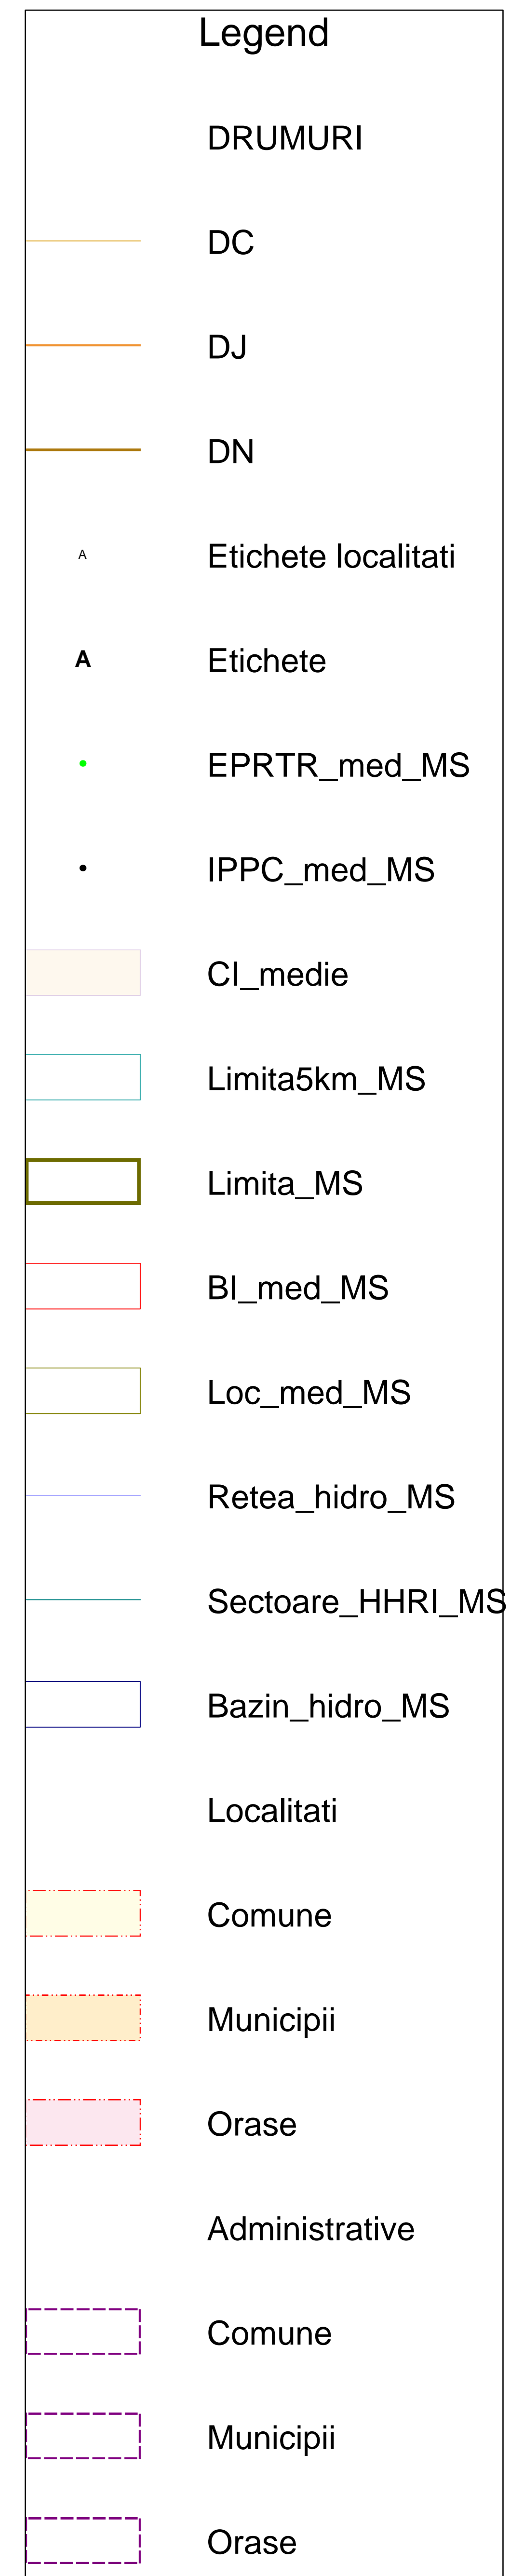 Legend
DRUMURI
DC
DJ
DN
A Etichete localitati
A Etichete
EPRTR_med_MS
IPPC_med_MS
CI_medie
Limita5km_MS
Limita_MS
BI_med_MS
Loc_med_MS
Retea_hidro_MS
Sectoare_HHRI_MS
Bazin_hidro_MS
Localitati
Comune
Municipii
Orase
Administrative
Comune
Municipii
Orase